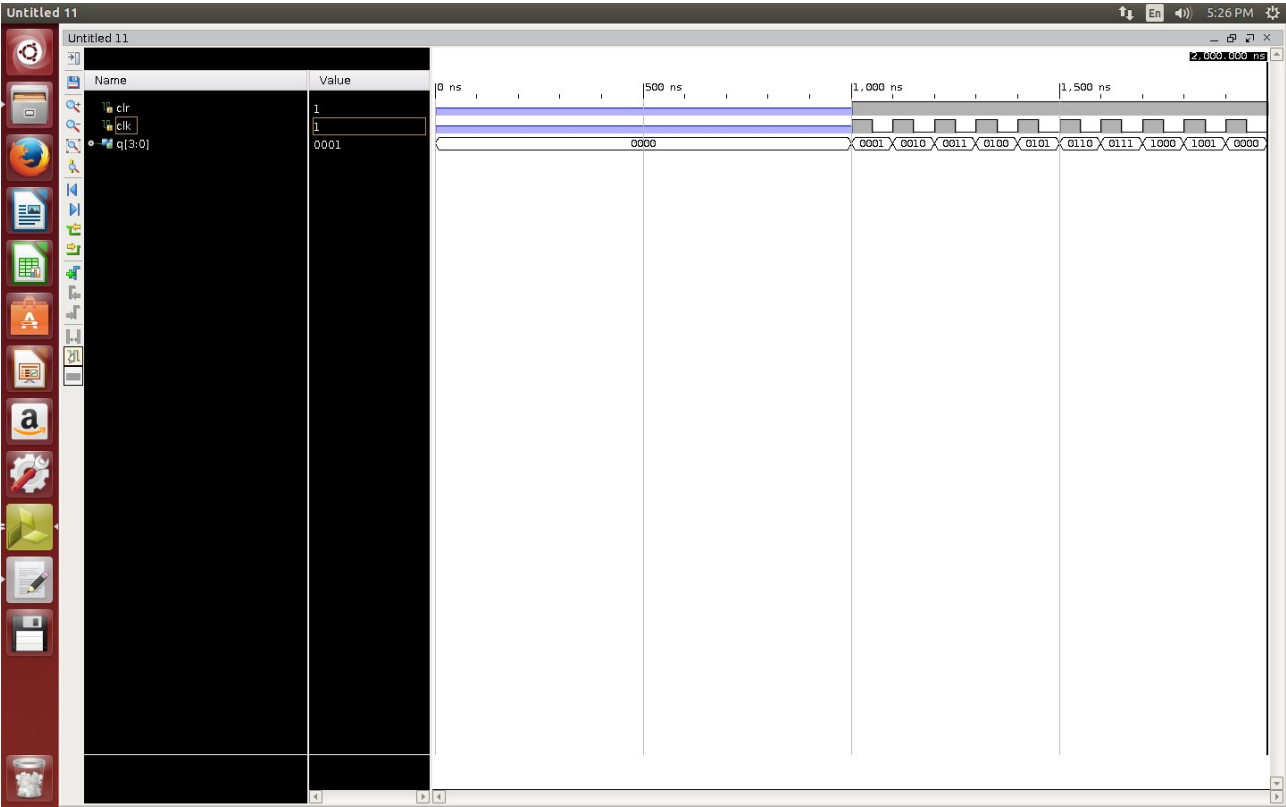 Untitled 11
En
5:26 PM
Untitled 11
2,000.000 ns
Name Value
0 ns 500 ns 1,000 ns 1,500 ns
clr 1
clk 1
q[3:0] 0001 0000 0001 0010 0011 0100 0101 0110 0111 1000 1001 0000
a